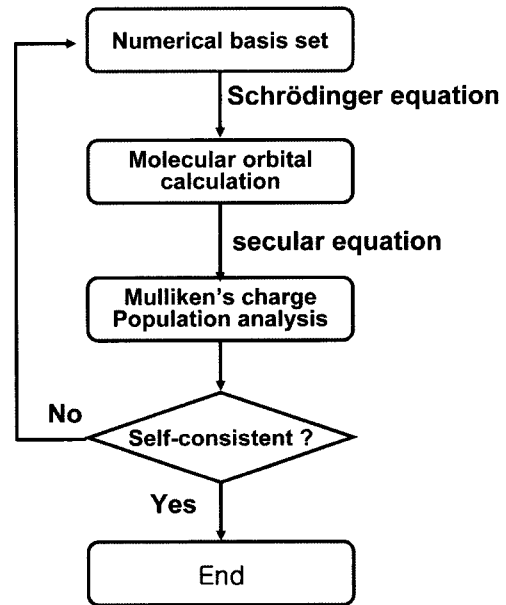 Numerical basis set
Schrödinger equation
Molecular orbital
calculation
secular equation
Mulliken's charge
Population analysis
No
Self-consistent ?
Yes
End